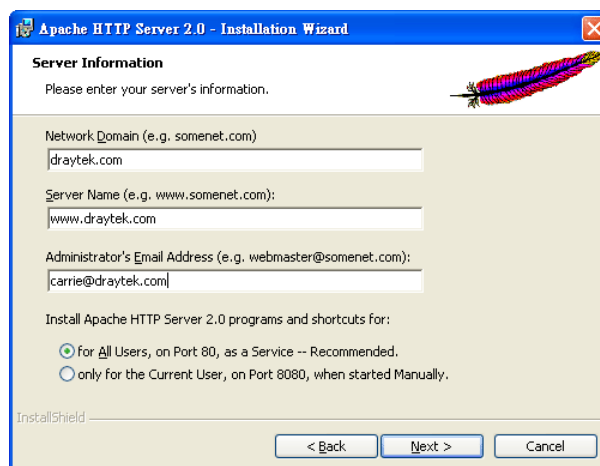 Apache HTTP Server 2.0 - Installation Wizard
Server Information
Please enter your server's information.
Network Domain (e.g. somenet.com)
draytek.com
Server Name (e.g. www.somenet.com):
www.draytek.com
Administrator's Email Address (e.g. webmaster@somenet.com):
carrie@draytek.com
Install Apache HTTP Server 2.0 programs and shortcuts for:
for All Users, on Port 80, as a Service -- Recommended.
only for the Current User, on Port 8080, when started Manually.
InstallShield
< Back Next > Cancel